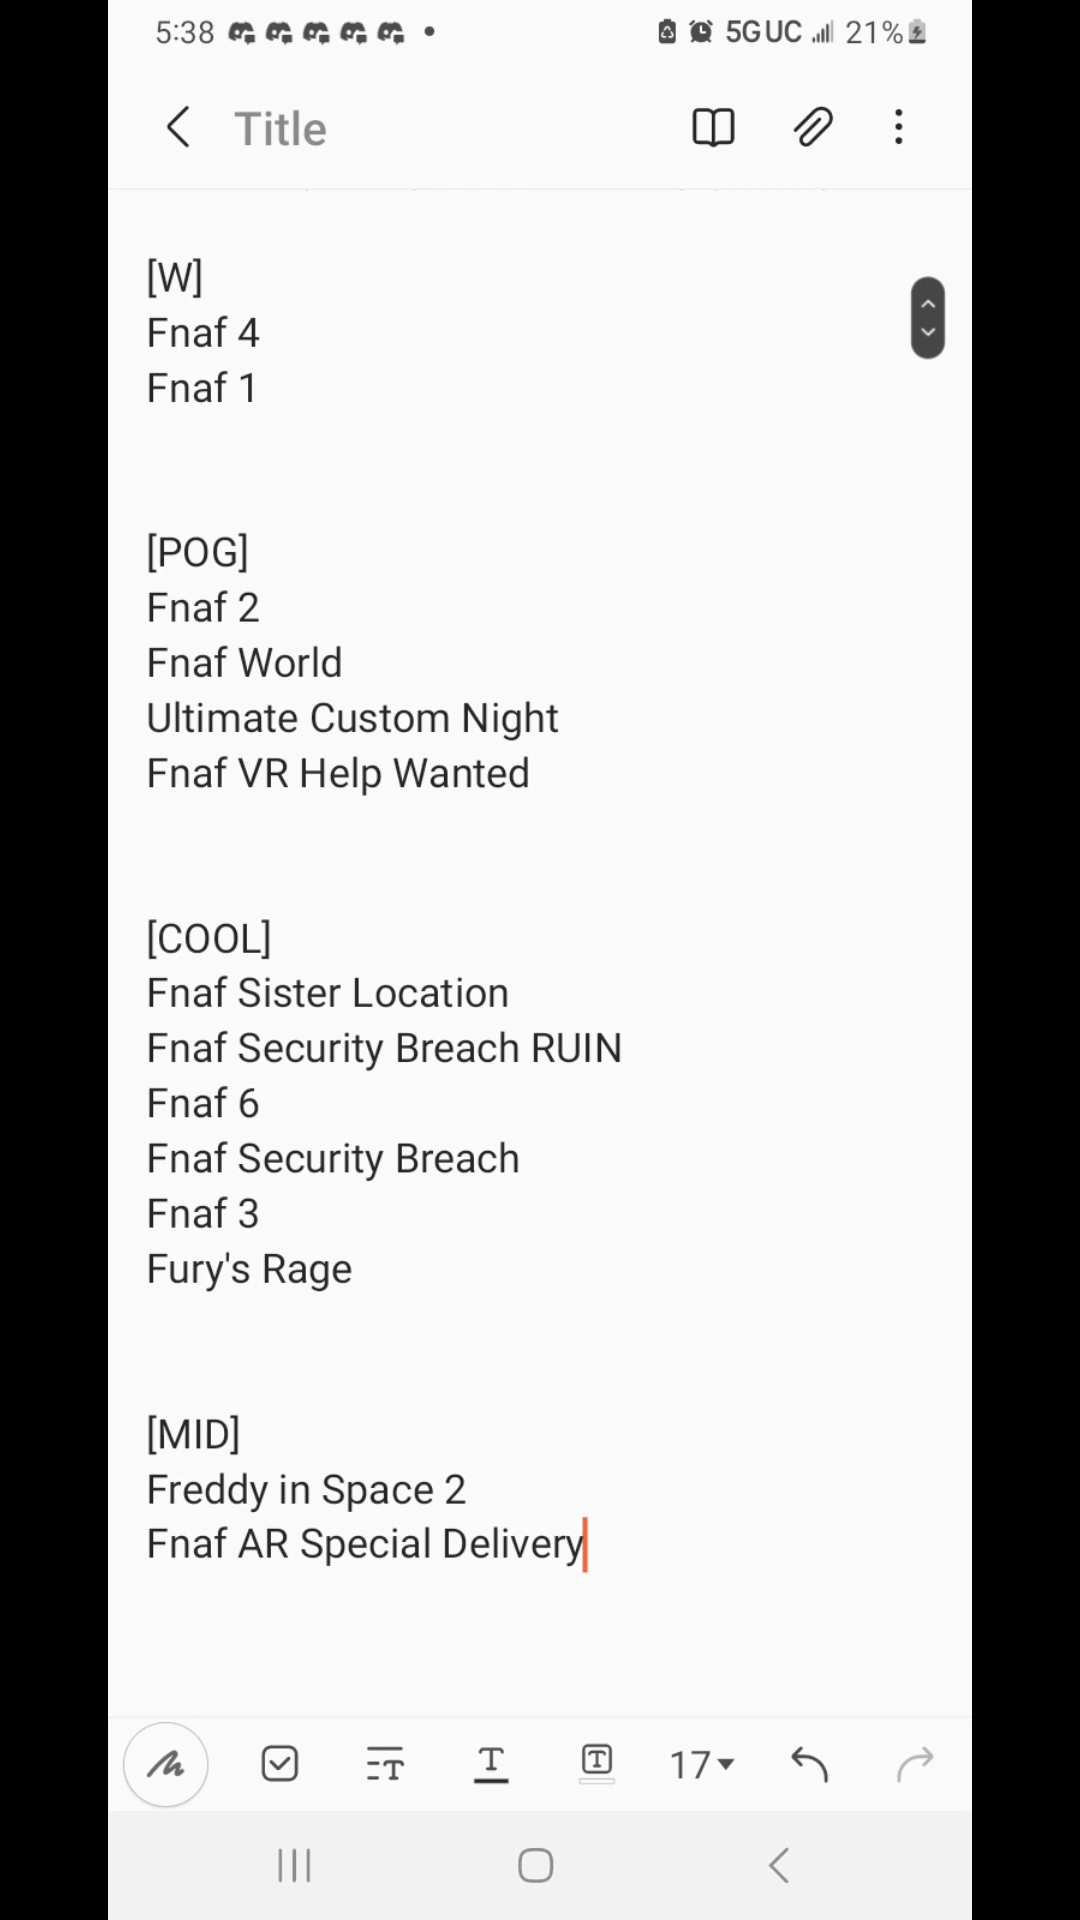 5:38 5G UC 21%
Title
[W]
Fnaf 4
Fnaf 1
[POG]
Fnaf 2
Fnaf World
Ultimate Custom Night
Fnaf VR Help Wanted
[COOL]
Fnaf Sister Location
Fnaf Security Breach RUIN
Fnaf 6
Fnaf Security Breach
Fnaf 3
Fury's Rage
[MID]
Freddy in Space 2
Fnaf AR Special Delivery
T T T 17